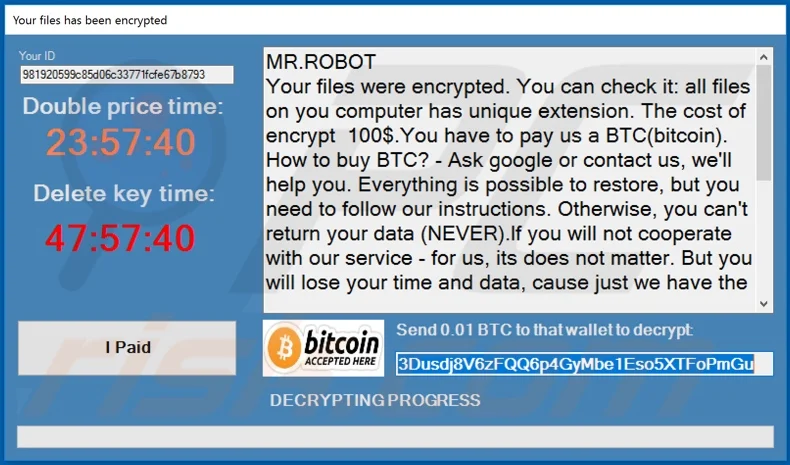 Your files has been encrypted
Your ID
981920599c85d06c33771fcfe67b8793
Double price time:
23:57:40
Delete key time:
47:57:40
I Paid
MR.ROBOT
Your files were encrypted. You can check it: all files
on you computer has unique extension. The cost of
encrypt  100$.You have to pay us a BTC(bitcoin).
How to buy BTC? - Ask google or contact us, we'll
help you. Everything is possible to restore, but you
need to follow our instructions. Otherwise, you can't
return your data (NEVER).If you will not cooperate
with our service - for us, its does not matter. But you
will lose your time and data, cause just we have the
bitcoin
ACCEPTED HERE
Send 0.01 BTC to that wallet to decrypt:
3Dusdj8V6zFQQ6p4GyMbe1Eso5XTFoPmGu
DECRYPTING PROGRESS
PC
risk.com